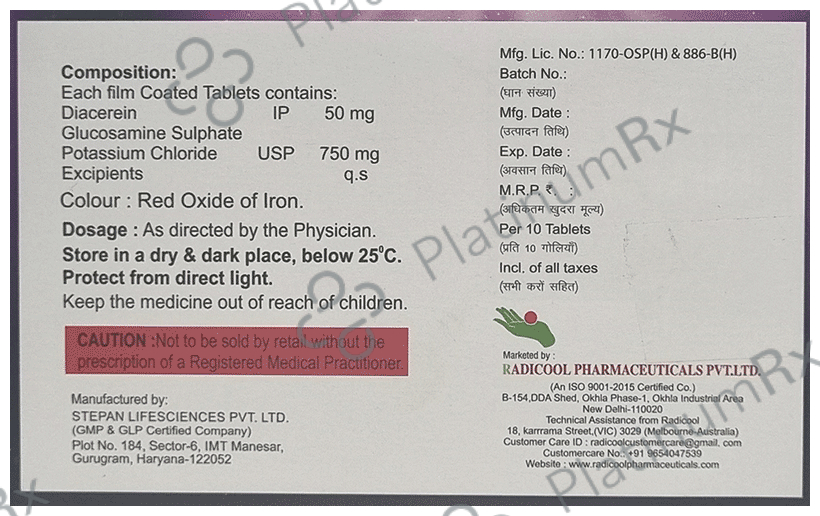 Composition:
Each film Coated Tablets contains:
Diacerein IP 50 mg
Glucosamine Sulphate
Potassium Chloride USP 750 mg
Excipients q.s
Colour : Red Oxide of Iron.
Dosage : As directed by the Physician.
Store in a dry & dark place, below 25⁰C.
Protect from direct light.
Keep the medicine out of reach of children.
CAUTION :Not to be sold by retail without the
prescription of a Registered Medical Practitioner.
Manufactured by:
STEPAN LIFESCIENCES PVT. LTD.
(GMP & GLP Certified Company)
Plot No. 184, Sector-6, IMT Manesar,
Gurugram, Haryana-122052
Mfg. Lic. No.: 1170-OSP(H) & 886-B(H)
Batch No.:
(घान संख्या)
Mfg. Date :
(उत्पादन तिथि)
Exp. Date :
(अवसान तिथि)
M.R.P. ₹. :
(अधिकतम खुदरा मूल्य)
Per 10 Tablets
(प्रति 10 गोलियाँ)
Incl. of all taxes
(सभी करों सहित)
Marketed by :
RADICOOL PHARMACEUTICALS PVT.LTD.
(An ISO 9001-2015 Certified Co.)
B-154,DDA Shed, Okhla Phase-1, Okhla Industrial Area
New Delhi-110020
Technical Assistance from Radicool
18, karrrama Street,(VIC) 3029 (Melbourne-Australia)
Customer Care ID : radicoolcustomercare@gmail. com
Customercare No.: +91 9654047539
Website : www.radicoolpharmaceuticals.com
PlatinumRx
PlatinumRx
PlatinumRx
Rx